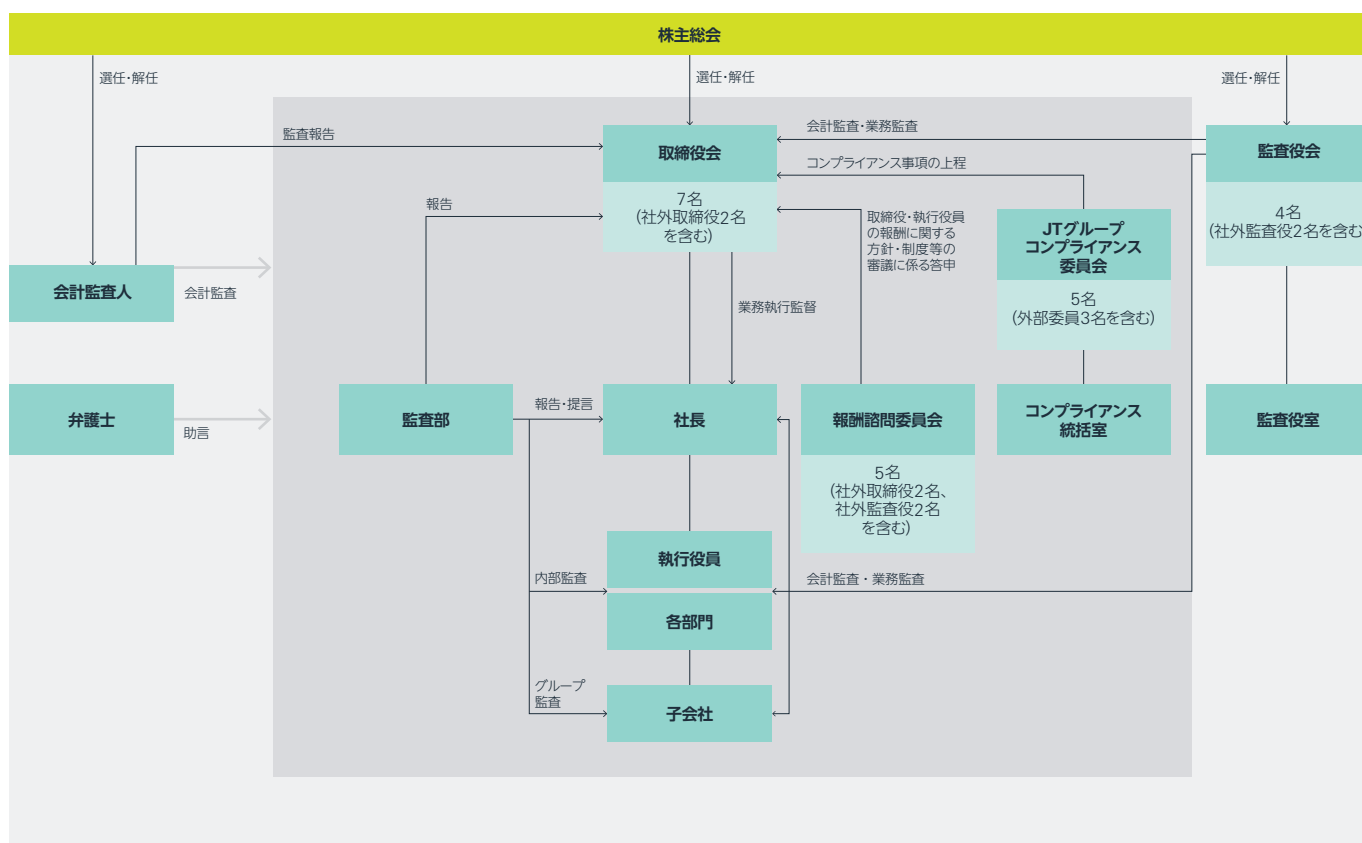 株主総会
選任・解任
選任・解任
選任・解任
監査報告
会計監査・業務監査
取締役会
監査役会
コンプライアンス事項の上程
7名
(社外取締役2名
を含む)
報告
取締役・執行役員
の報酬に関する
方針・制度等の
審議に係る答申
JTグループ
コンプライアンス
委員会
4名
(社外監査役2名を含む
会計監査人
会計監査
5名
(外部委員3名を含む)
業務執行監督
弁護士
助言
監査部
報告・提言
社長
報酬諮問委員会
コンプライアンス
統括室
監査役室
5名
(社外取締役2名、
社外監査役2名
を含む)
執行役員
内部監査
会計監査・業務監査
各部門
グループ
監査
子会社